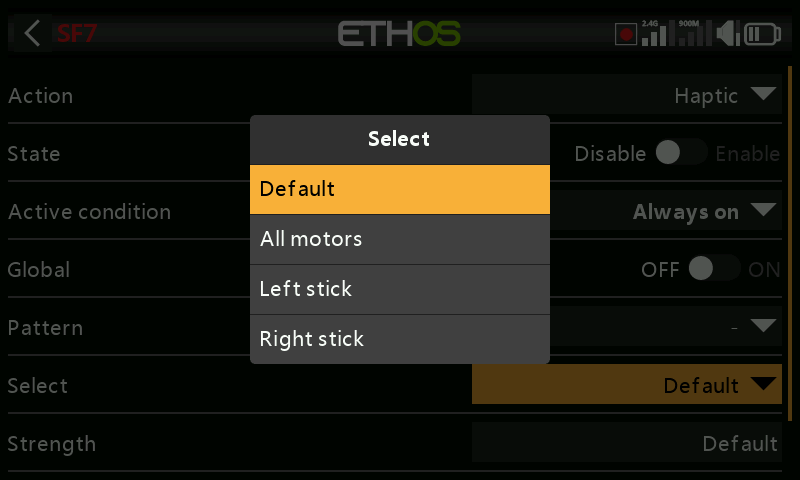 SF7
ETHOS
2.4G
900M
Action
Haptic
State
Disable
Enable
Active condition
Always on
Global
OFF
ON
Pattern
-
Select
Default
Strength
Default
Select
Default
All motors
Left stick
Right stick